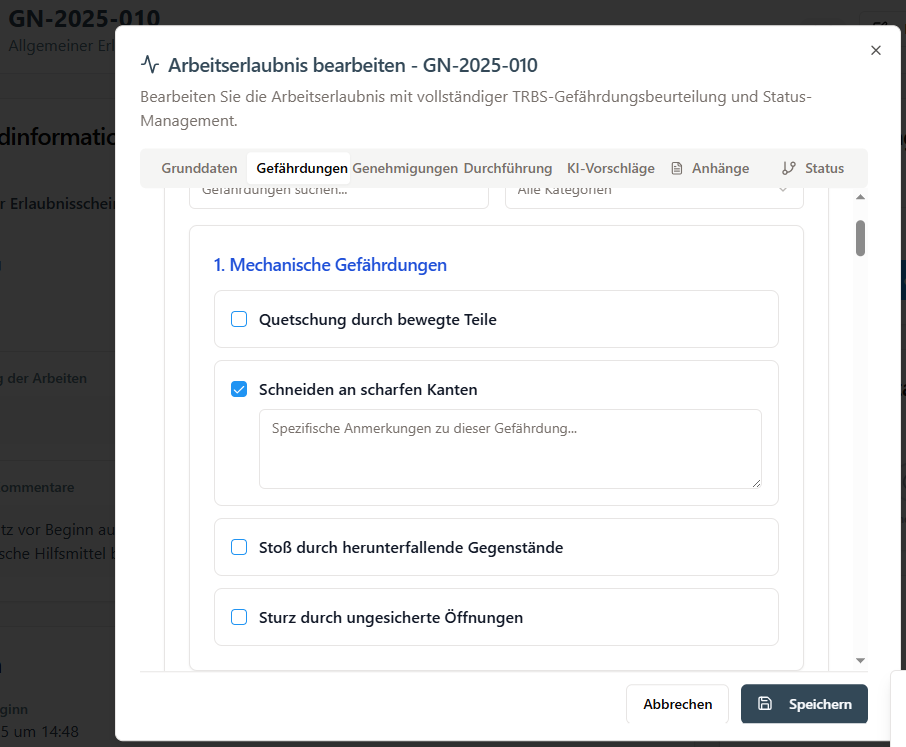 GN-2025-010
Allgemeiner Erl
Arbeitserlaubnis bearbeiten - GN-2025-010
Bearbeiten Sie die Arbeitserlaubnis mit vollständiger TRBS-Gefährdungsbeurteilung und Status-
Management.
dinformatio
Grunddaten Gefährdungen Genehmigungen Durchführung KI-Vorschläge Anhänge Status
Gefährdungen suchen... Alle Kategorien
r Erlaubnisschein
1. Mechanische Gefährdungen
Quetschung durch bewegte Teile
g der Arbeiten
Schneiden an scharfen Kanten
Spezifische Anmerkungen zu dieser Gefährdung...
ommentare
tz vor Beginn au
sche Hilfsmittel b
Stoß durch herunterfallende Gegenstände
Sturz durch ungesicherte Öffnungen
ginn
5 um 14:48
Abbrechen Speichern